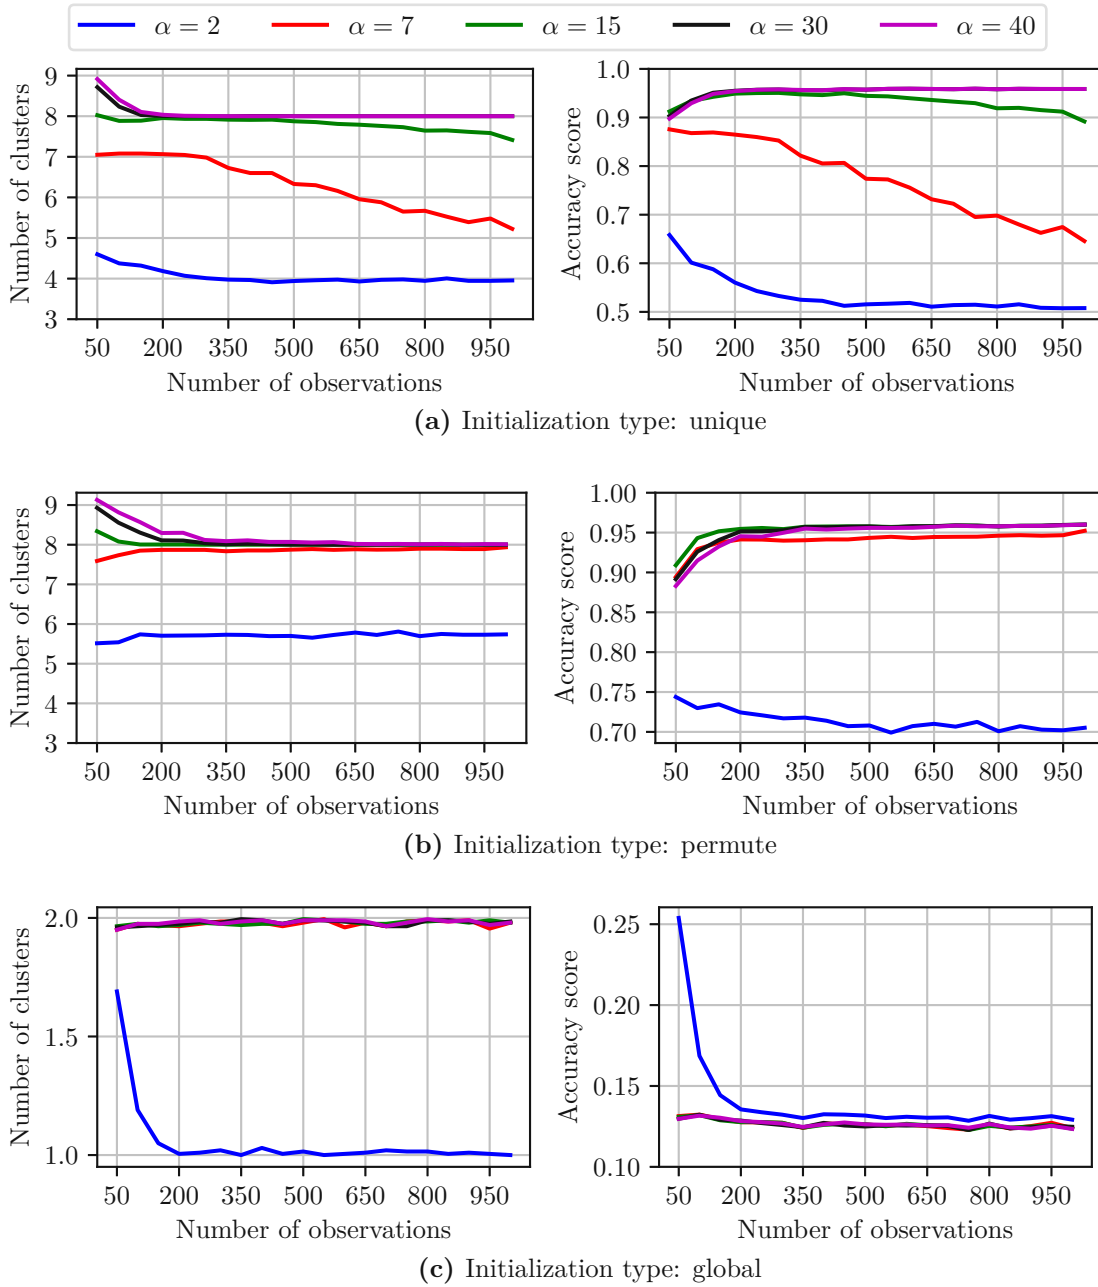 α = 2 α = 7 α = 15 α = 30 α = 40
Number of clusters
9
8
7
6
5
4
3
50 200 350 500 650 800 950
Number of observations
Accuracy score
1.0
0.9
0.8
0.7
0.6
0.5
50 200 350 500 650 800 950
Number of observations
(a) Initialization type: unique
Number of clusters
9
8
7
6
5
4
3
50 200 350 500 650 800 950
Number of observations
Accuracy score
1.00
0.95
0.90
0.85
0.80
0.75
0.70
50 200 350 500 650 800 950
Number of observations
(b) Initialization type: permute
Number of clusters
2.0
1.5
1.0
50 200 350 500 650 800 950
Number of observations
Accuracy score
0.25
0.20
0.15
0.10
50 200 350 500 650 800 950
Number of observations
(c) Initialization type: global